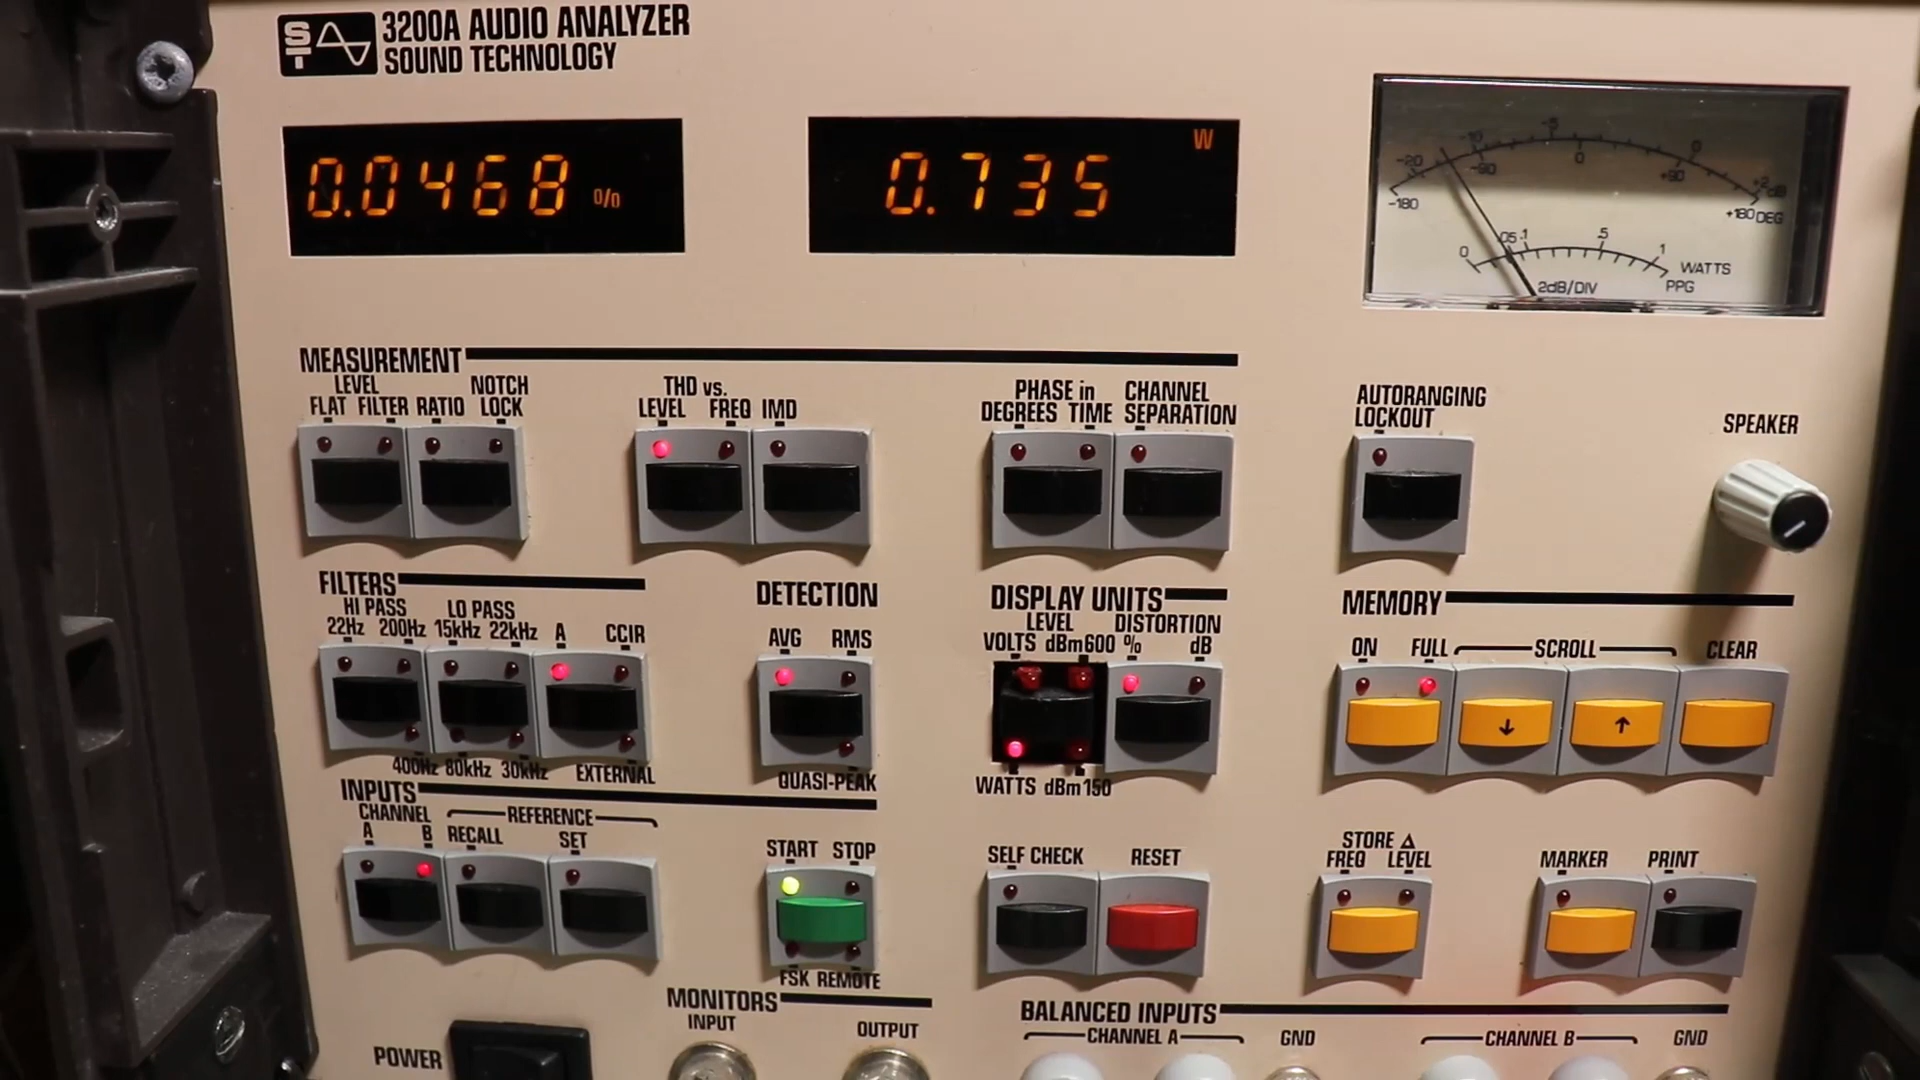 ST
3200A AUDIO ANALYZER
SOUND TECHNOLOGY
0.0468 %
0.735 W
-20 -10 -5 0 +2 dB
-180 -90 0 +90 +180 DEG
0 .05 .1 .5 1 WATTS
2dB/DIV PPG
MEASUREMENT
LEVEL
FLAT FILTER RATIO
NOTCH
LOCK
THD vs.
LEVEL FREQ IMD
PHASE in
DEGREES TIME
CHANNEL
SEPARATION
AUTORANGING
LOCKOUT
SPEAKER
FILTERS
HI PASS LO PASS
22Hz 200Hz 15kHz 22kHz A CCIR
400Hz 80kHz 30kHz EXTERNAL
DETECTION
AVG RMS
QUASI-PEAK
DISPLAY UNITS
LEVEL DISTORTION
VOLTS dBm600 % dB
WATTS dBm150
MEMORY
ON FULL SCROLL CLEAR
↓ ↑
INPUTS
CHANNEL REFERENCE
A B RECALL SET
START STOP
FSK REMOTE
SELF CHECK RESET
STORE Δ
FREQ LEVEL
MARKER PRINT
MONITORS
INPUT OUTPUT
BALANCED INPUTS
CHANNEL A GND CHANNEL B GND
POWER